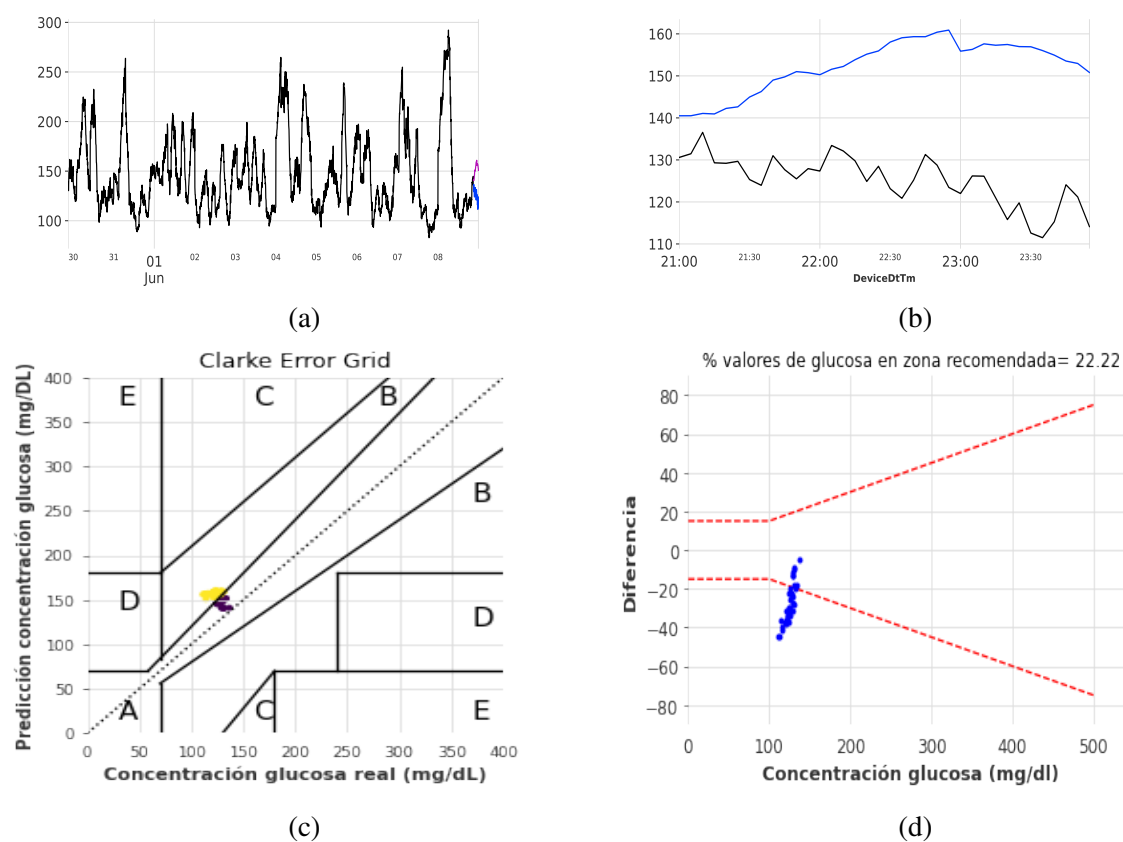 300
250
200
150
100
30 31 01 02 03 04 05 06 07 08
Jun
(a)
160
150
140
130
120
110
21:00 21:30 22:00 22:30 23:00 23:30
DeviceDtTm
(b)
Clarke Error Grid
Predicción concentración glucosa (mg/DL)
400
350
300
250
200
150
100
50
0
E C B
B
D
D
A C E
0 50 100 150 200 250 300 350 400
Concentración glucosa real (mg/dL)
(c)
% valores de glucosa en zona recomendada= 22.22
Diferencia
80
60
40
20
0
−20
−40
−60
−80
0 100 200 300 400 500
Concentración glucosa (mg/dl)
(d)